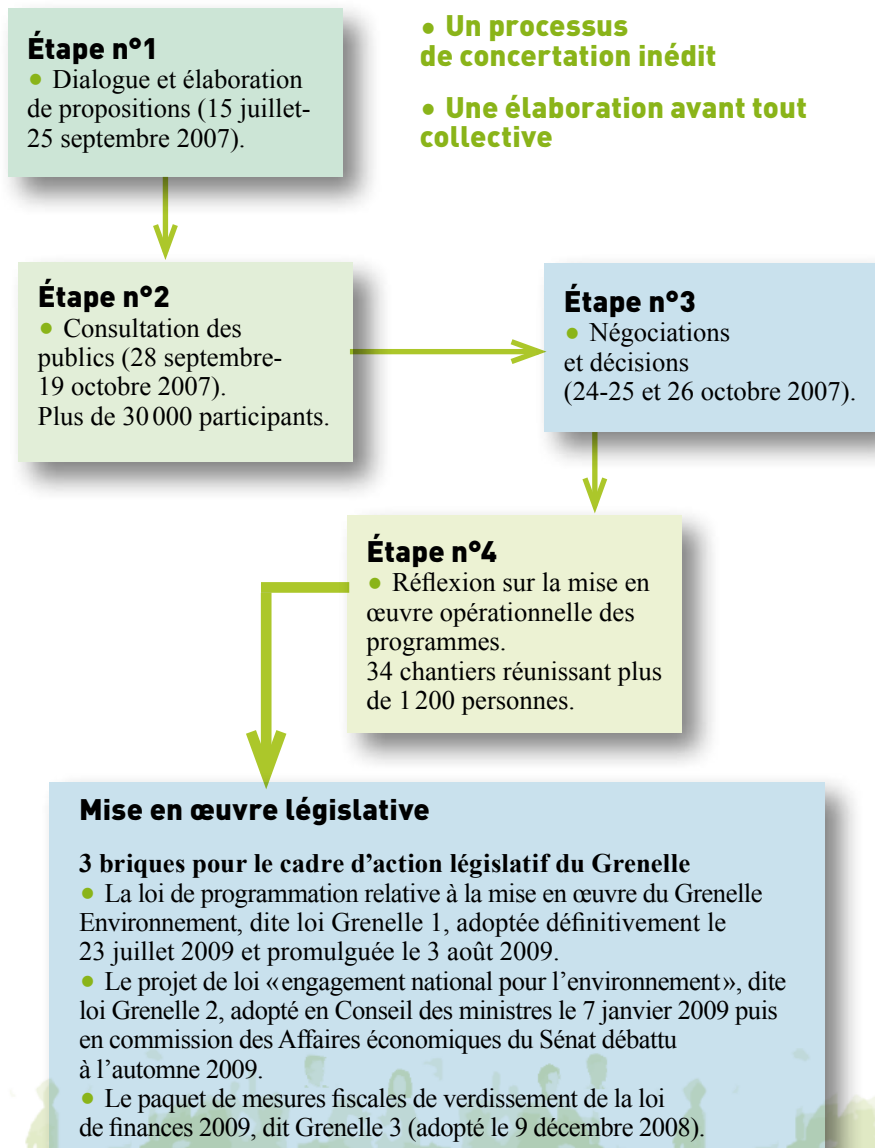 Étape n°1
• Dialogue et élaboration
de propositions (15 juillet-
25 septembre 2007).
• Un processus
de concertation inédit
• Une élaboration avant tout
collective
Étape n°2
• Consultation des
publics (28 septembre-
19 octobre 2007).
Plus de 30 000 participants.
Étape n°3
• Négociations
et décisions
(24-25 et 26 octobre 2007).
Étape n°4
• Réflexion sur la mise en
œuvre opérationnelle des
programmes.
34 chantiers réunissant plus
de 1 200 personnes.
Mise en œuvre législative
3 briques pour le cadre d’action législatif du Grenelle
• La loi de programmation relative à la mise en œuvre du Grenelle
Environnement, dite loi Grenelle 1, adoptée définitivement le
23 juillet 2009 et promulguée le 3 août 2009.
• Le projet de loi «engagement national pour l’environnement», dite
loi Grenelle 2, adopté en Conseil des ministres le 7 janvier 2009 puis
en commission des Affaires économiques du Sénat débattu
à l’automne 2009.
• Le paquet de mesures fiscales de verdissement de la loi
de finances 2009, dit Grenelle 3 (adopté le 9 décembre 2008).